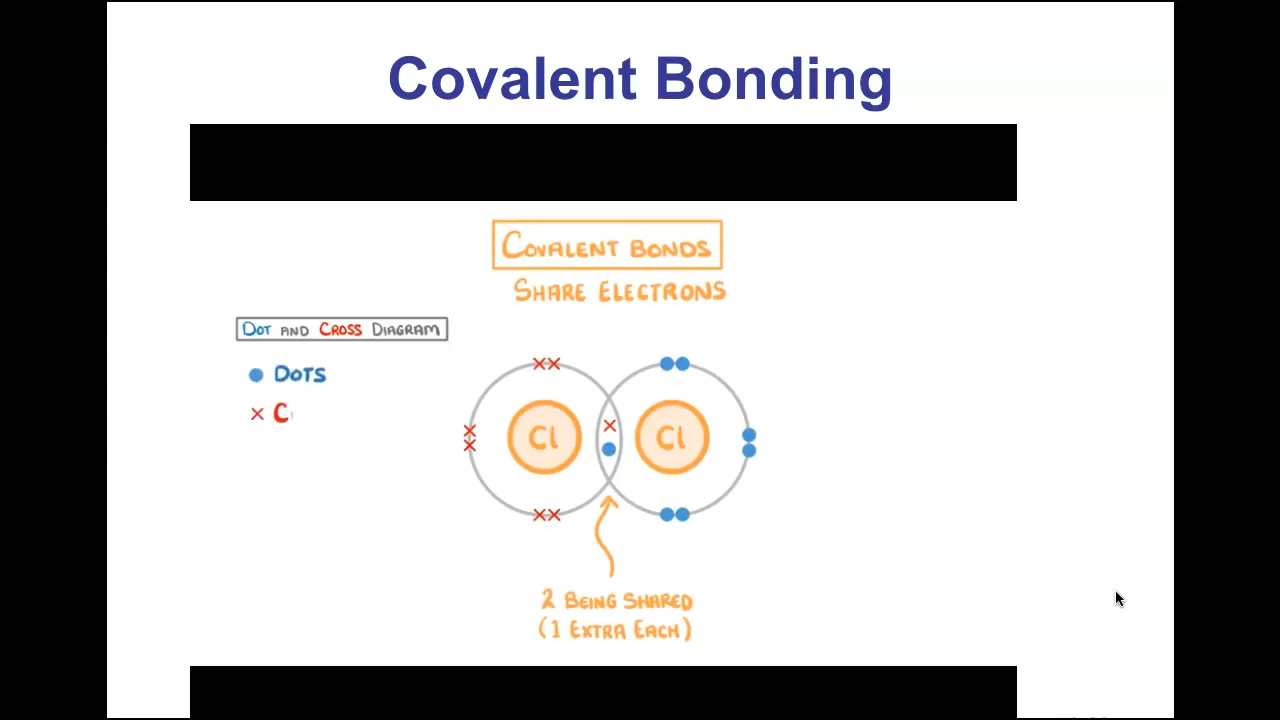 Covalent Bonding
COVALENT BONDS
SHARE ELECTRONS
DOT AND CROSS DIAGRAM
DOTS
C
Cl Cl
2 BEING SHARED
(1 EXTRA EACH)